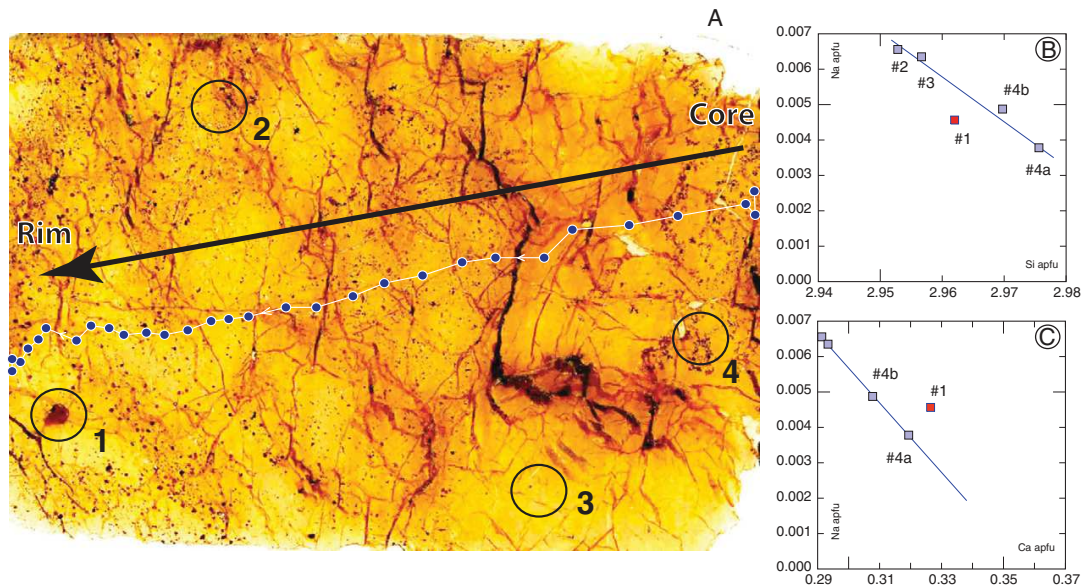 A
Core
Rim
1
2
3
4
B
Na apfu
0.007
0.006
0.005
0.004
0.003
0.002
0.001
0.000
#2
#3
#4b
#1
#4a
Si apfu
2.94
2.95
2.96
2.97
2.98
C
0.007
0.006
0.005
0.004
0.003
0.002
0.001
0.000
#4b
#1
#4a
Na apfu
Ca apfu
0.29
0.31
0.33
0.35
0.37